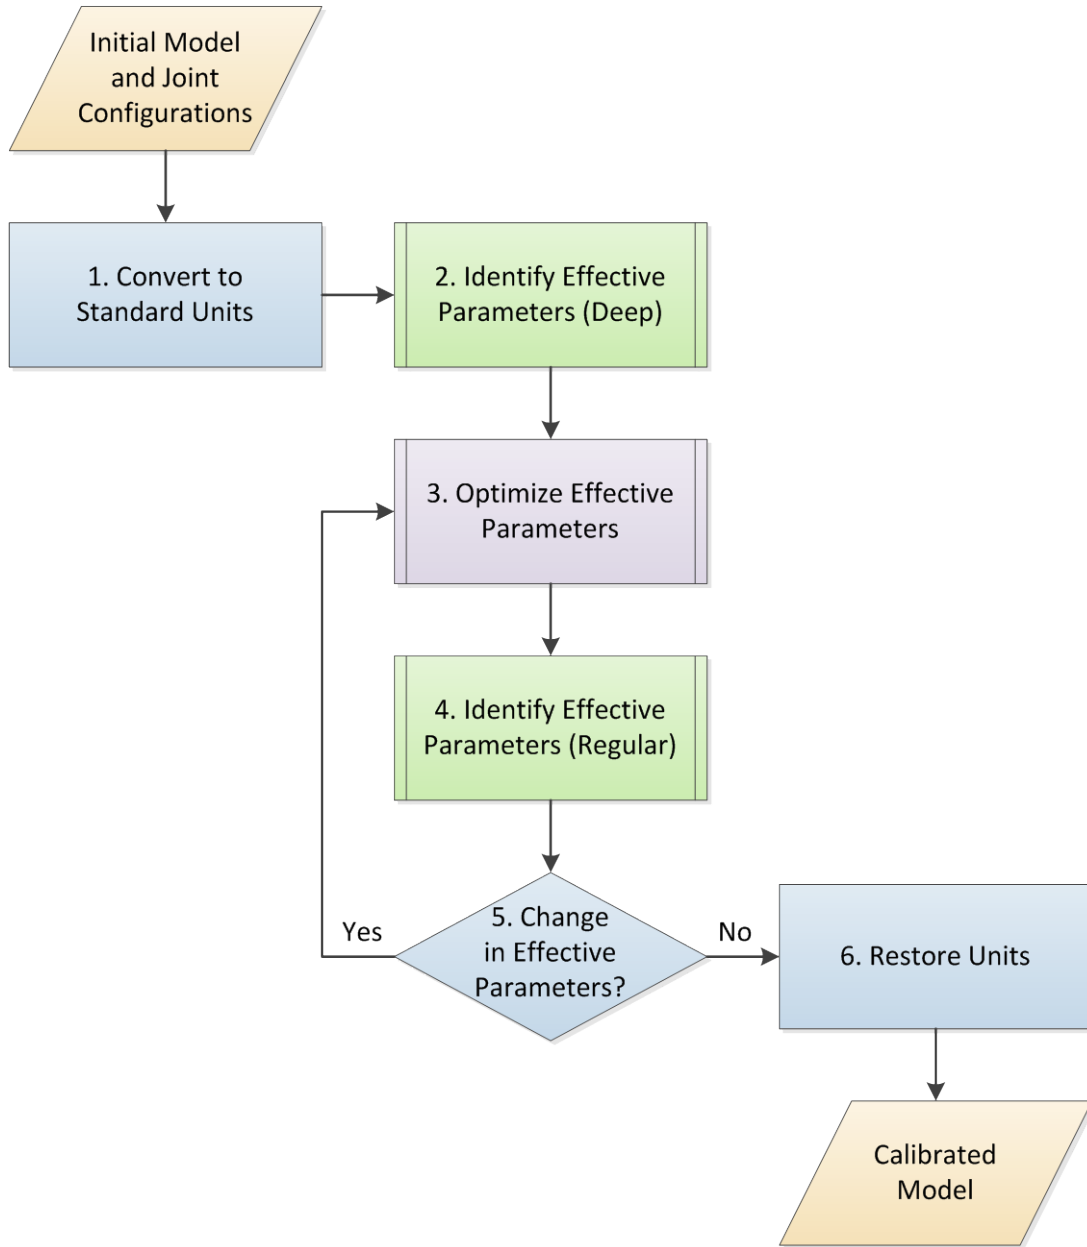 Initial Model
and Joint
Configurations
1. Convert to
Standard Units
2. Identify Effective
Parameters (Deep)
3. Optimize Effective
Parameters
4. Identify Effective
Parameters (Regular)
5. Change
in Effective
Parameters?
Yes
No
6. Restore Units
Calibrated
Model